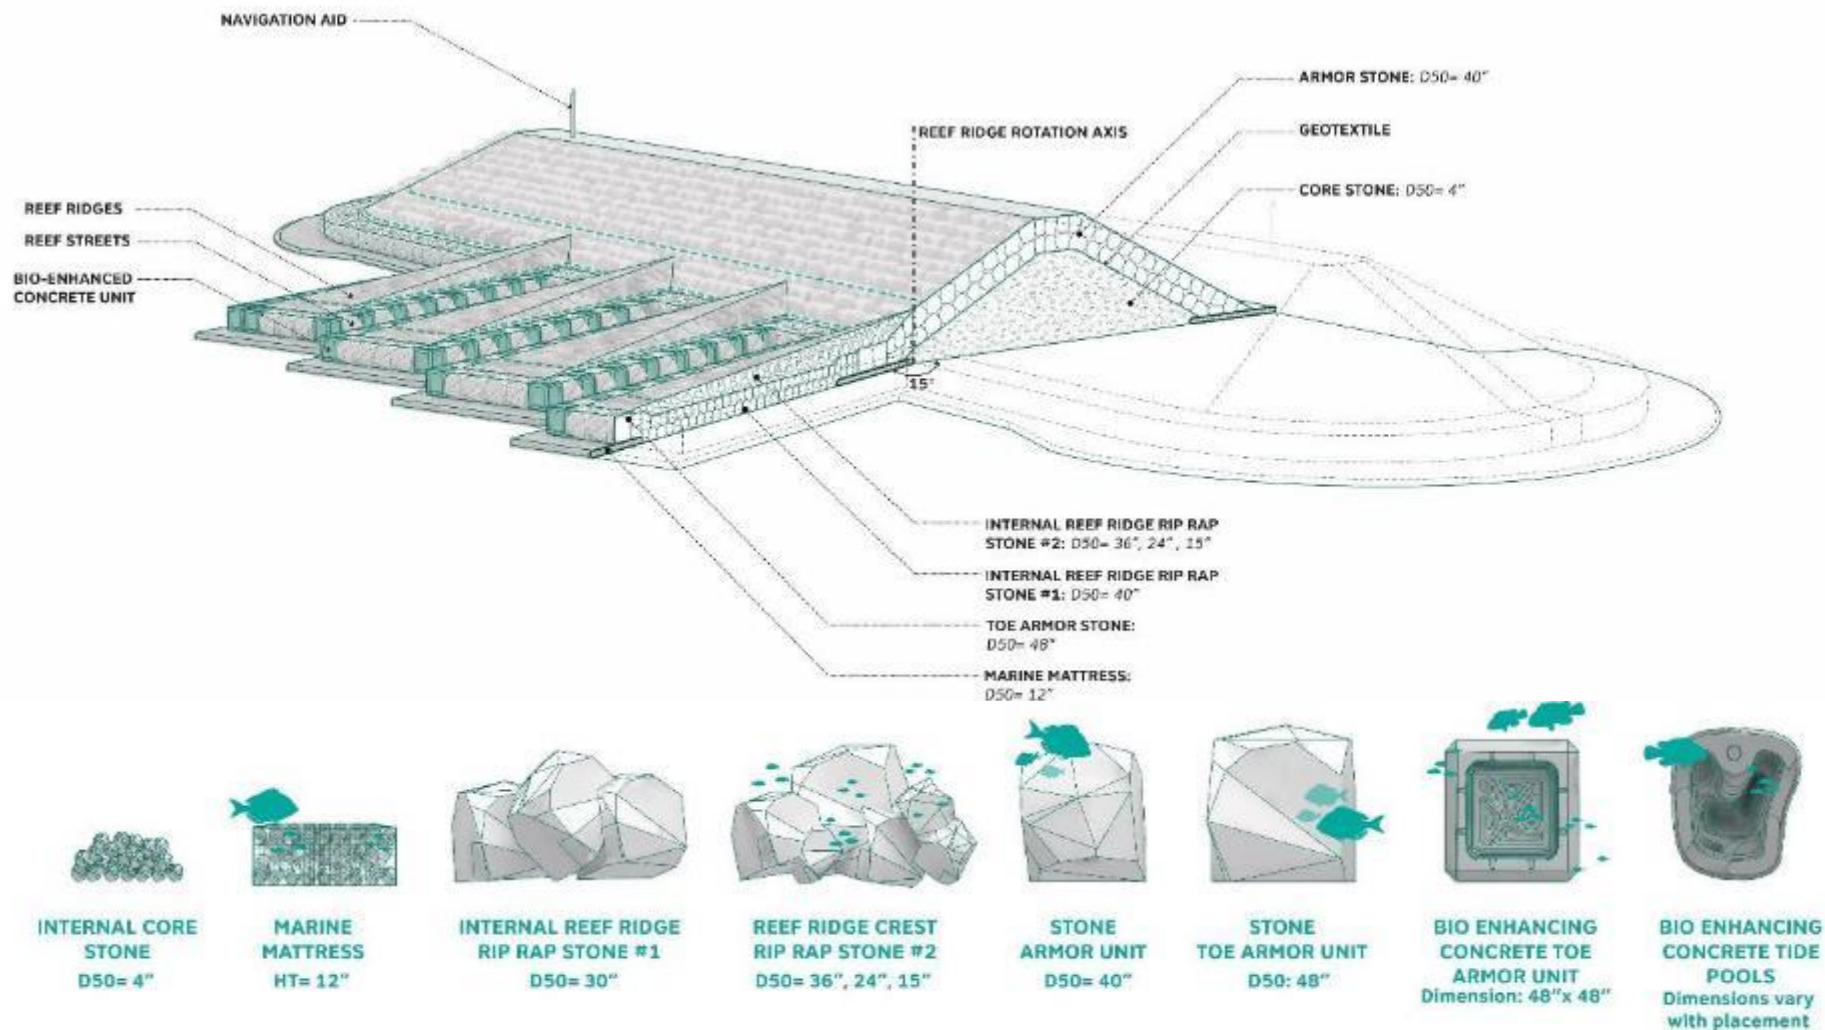 NAVIGATION AID
ARMOR STONE: D50= 40"
REEF RIDGE ROTATION AXIS
GEOTEXTILE
CORE STONE: D50= 4"
REEF RIDGES
REEF STREETS
BIO-ENHANCED
CONCRETE UNIT
15°
INTERNAL REEF RIDGE RIP RAP
STONE #2: D50= 36", 24", 15"
INTERNAL REEF RIDGE RIP RAP
STONE #1: D50= 40"
TOE ARMOR STONE:
D50= 48"
MARINE MATTRESS:
D50= 12"
INTERNAL CORE
STONE
D50= 4"
MARINE
MATTRESS
HT= 12"
INTERNAL REEF RIDGE
RIP RAP STONE #1
D50= 30"
REEF RIDGE CREST
RIP RAP STONE #2
D50= 36", 24", 15"
STONE
ARMOR UNIT
D50= 40"
STONE
TOE ARMOR UNIT
D50: 48"
BIO ENHANCING
CONCRETE TOE
ARMOR UNIT
Dimension: 48"x 48"
BIO ENHANCING
CONCRETE TIDE
POOLS
Dimensions vary
with placement